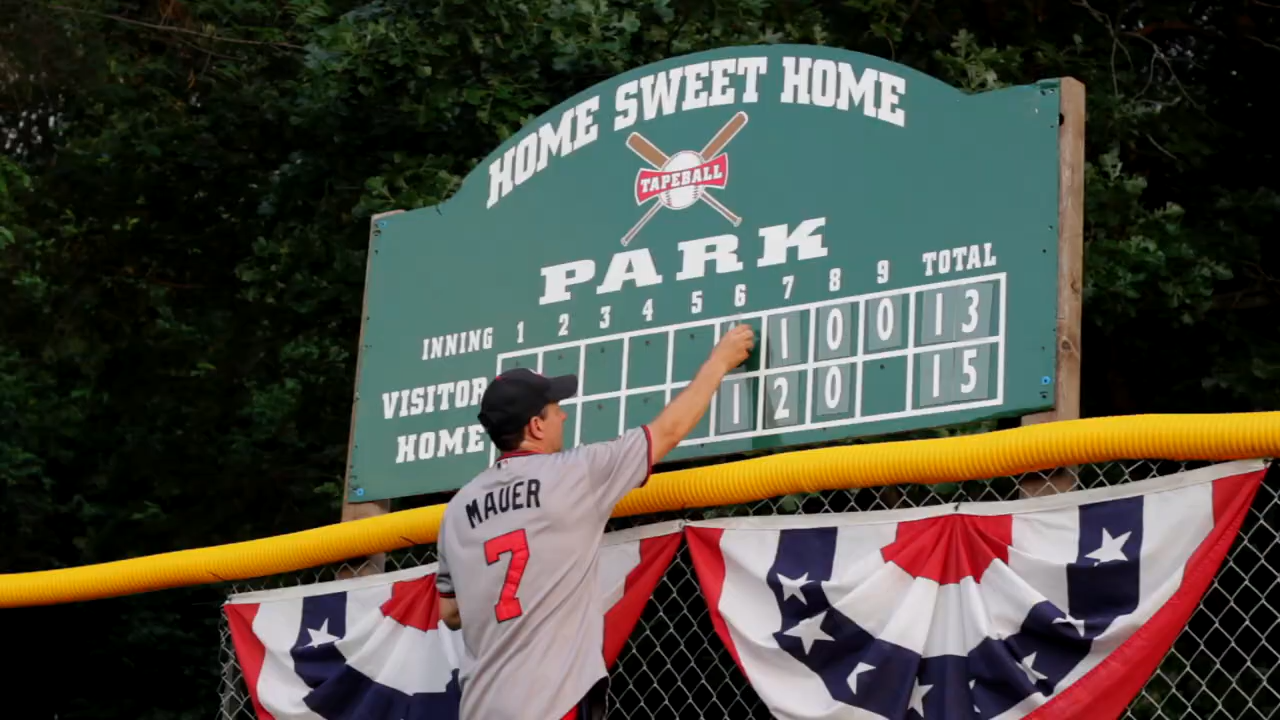 HOME SWEET HOME
TAPEBALL
PARK
INNING 1 2 3 4 5 6 7 8 9 TOTAL
VISITOR 1 0 0 13
HOME 1 2 0 15
MAUER
7